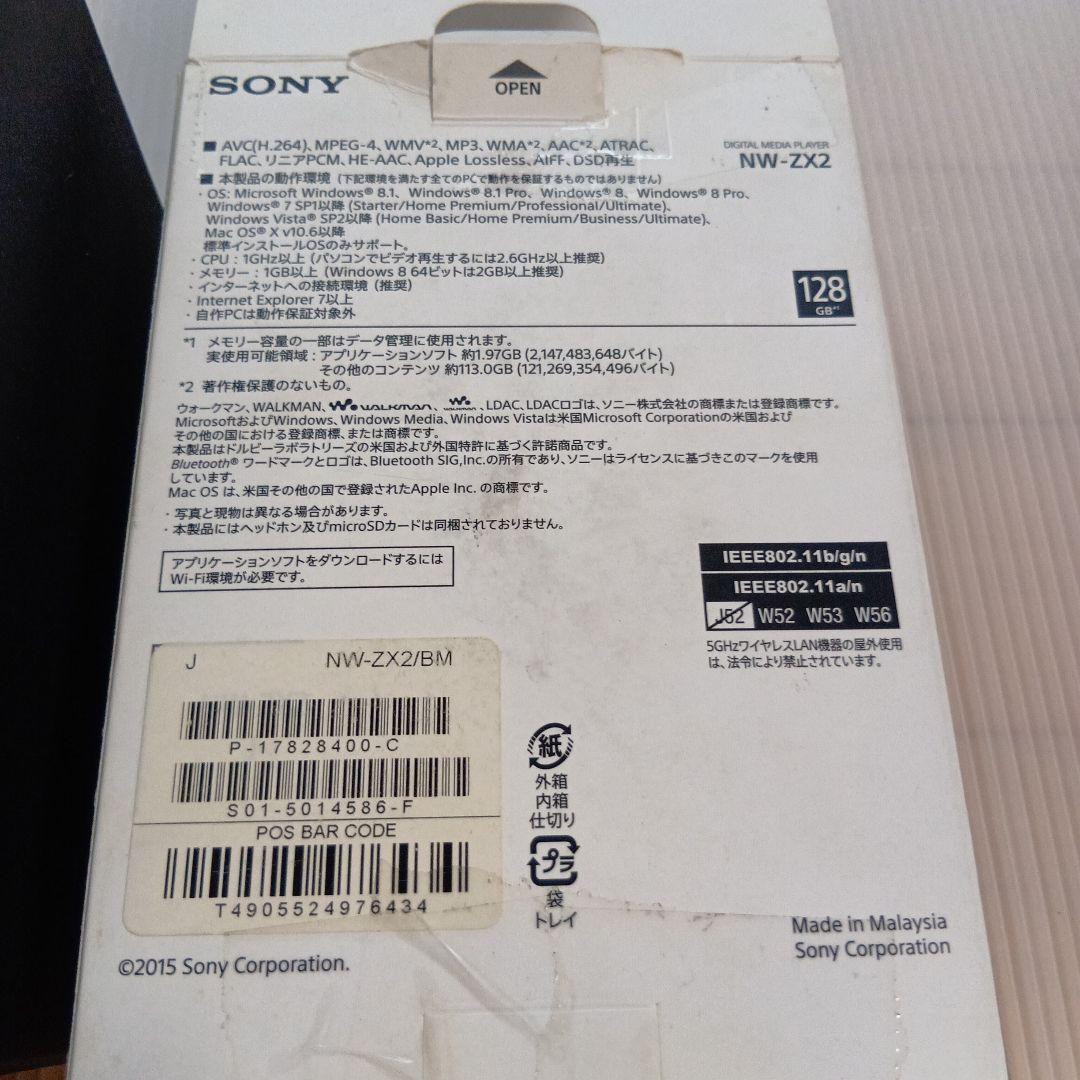 OPEN
SONY
■ AVC(H.264)、MPEG-4、WMV*2、MP3、WMA*2、AAC*2、ATRAC、
FLAC、リニアPCM、HE-AAC、Apple Lossless、AIFF、DSD再生
DIGITAL MEDIA PLAYER
NW-ZX2
■ 本製品の動作環境（下記環境を満たす全てのPCで動作を保証するものではありません）
OS: Microsoft Windows® 8.1、Windows® 8.1 Pro、Windows® 8、Windows® 8 Pro、
Windows® 7 SP1以降 (Starter/Home Premium/Professional/Ultimate)、
Windows Vista® SP2以降 (Home Basic/Home Premium/Business/Ultimate)、
Mac OS® X v10.6以降
標準インストールOSのみサポート。
・CPU：1GHz以上（パソコンでビデオ再生するには2.6GHz以上推奨）
・メモリー：1GB以上（Windows 8 64ビットは2GB以上推奨）
・インターネットへの接続環境（推奨）
・Internet Explorer 7以上
・自作PCは動作保証対象外
128
GB*1
*1 メモリー容量の一部はデータ管理に使用されます。
実使用可能領域：アプリケーションソフト 約1.97GB (2,147,483,648バイト)
その他のコンテンツ 約113.0GB (121,269,354,496バイト)
*2 著作権保護のないもの。
ウォークマン、WALKMAN、WALKMAN、WALKMAN、LDAC、LDACロゴは、ソニー株式会社の商標または登録商標です。
MicrosoftおよびWindows、Windows Media、Windows Vistaは米国Microsoft Corporationの米国および
その他の国における登録商標、または商標です。
本製品はドルビーラボラトリーズの米国および外国特許に基づく許諾商品です。
Bluetooth® ワードマークとロゴは、Bluetooth SIG,Inc.の所有であり、ソニーはライセンスに基づきこのマークを使用
しています。
Mac OS は、米国その他の国で登録されたApple Inc. の商標です。
・写真と現物は異なる場合があります。
・本製品にはヘッドホン及びmicroSDカードは同梱されておりません。
アプリケーションソフトをダウンロードするには
Wi-Fi環境が必要です。
IEEE802.11b/g/n
IEEE802.11a/n
J52 W52 W53 W56
5GHzワイヤレスLAN機器の屋外使用
は、法令により禁止されています。
J NW-ZX2/BM
P-17828400-C
S01-5014586-F
POS BAR CODE
T4905524976434
紙
外箱
内箱
仕切り
プラ
袋
トレイ
Made in Malaysia
Sony Corporation
©2015 Sony Corporation.